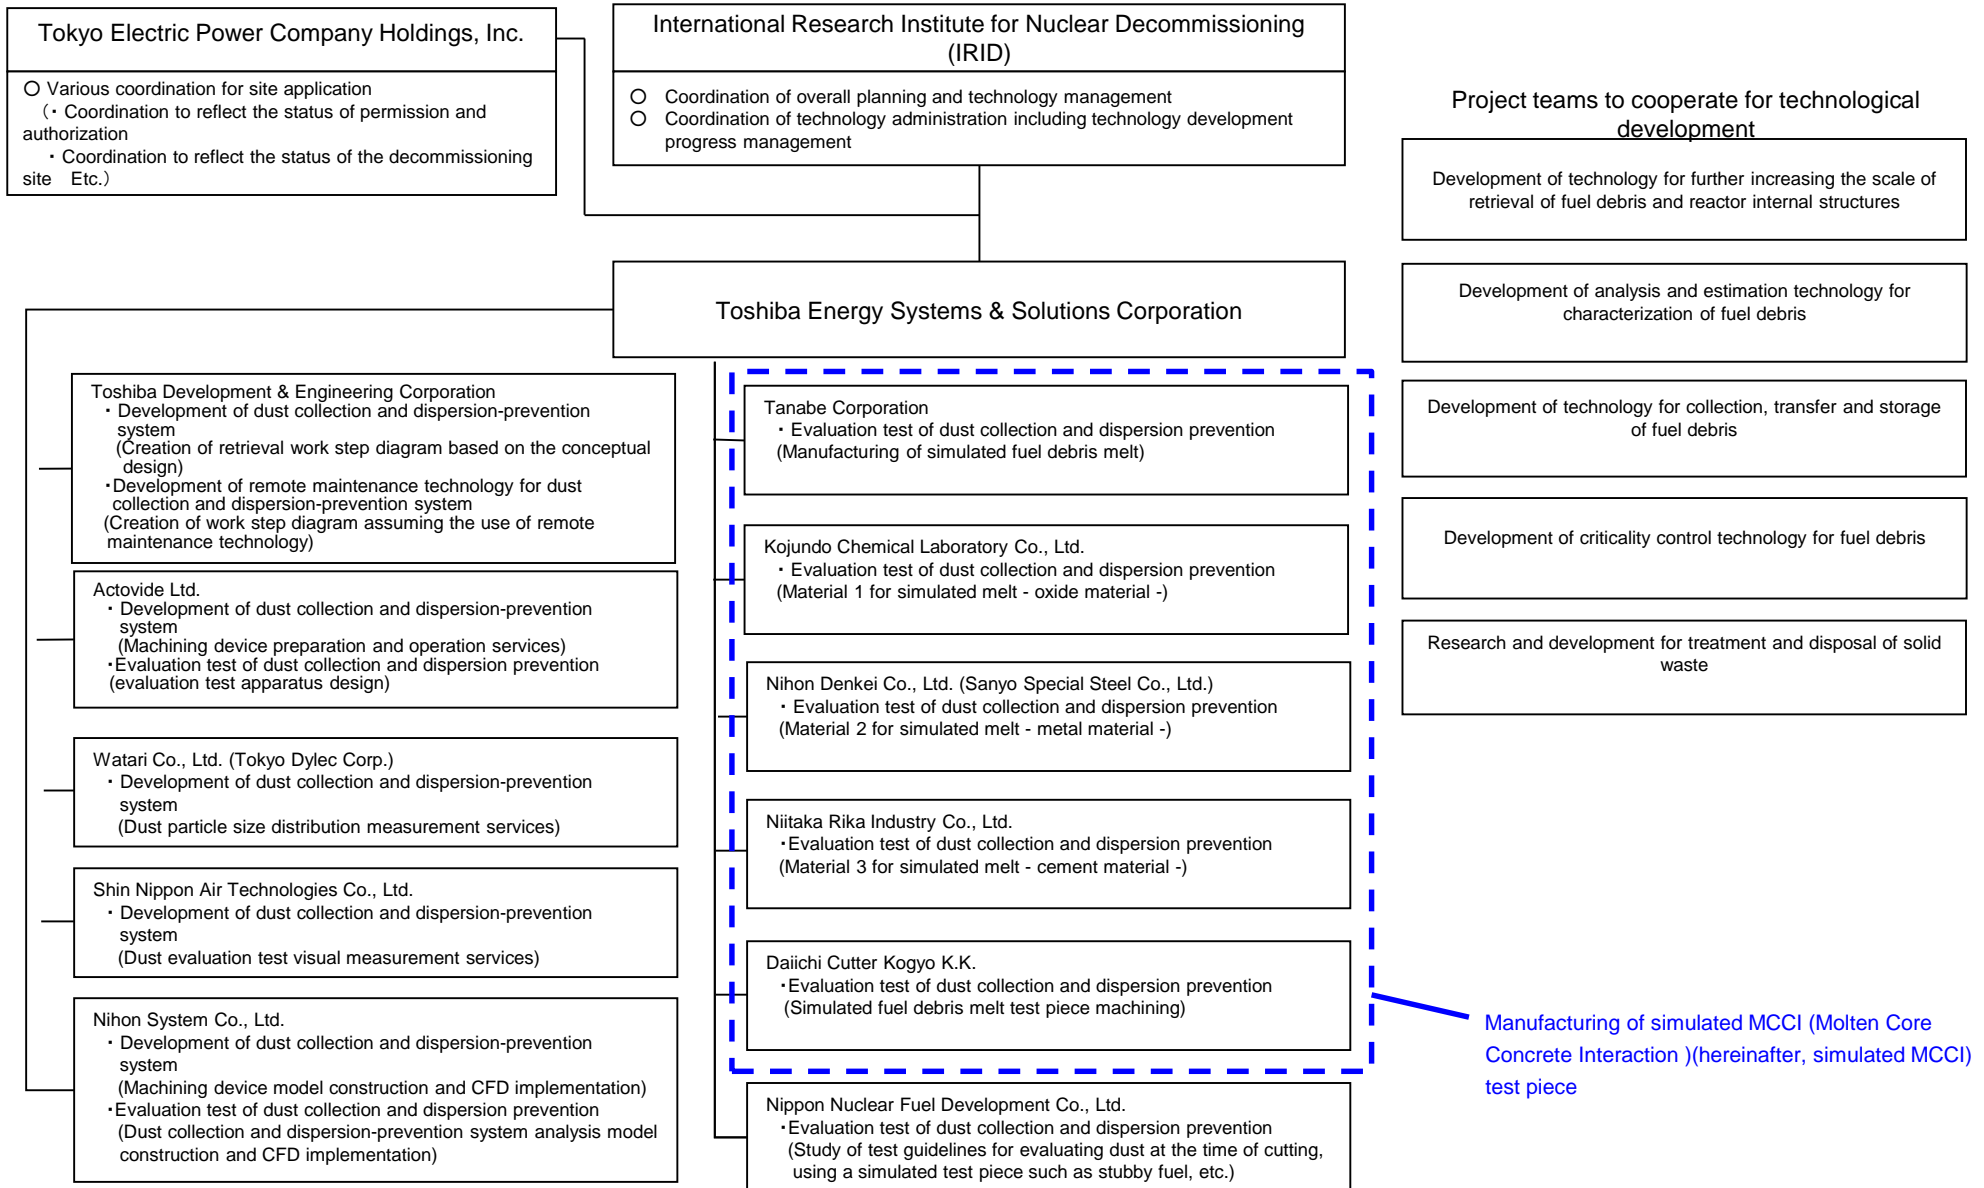 Tokyo Electric Power Company Holdings, Inc.
○ Various coordination for site application
(・ Coordination to reflect the status of permission and
authorization
・ Coordination to reflect the status of the decommissioning
site Etc.)
International Research Institute for Nuclear Decommissioning
(IRID)
○ Coordination of overall planning and technology management
○ Coordination of technology administration including technology development
progress management
Toshiba Energy Systems & Solutions Corporation
Toshiba Development & Engineering Corporation
・ Development of dust collection and dispersion-prevention
system
(Creation of retrieval work step diagram based on the conceptual
design)
・Development of remote maintenance technology for dust
collection and dispersion-prevention system
(Creation of work step diagram assuming the use of remote
maintenance technology)
Actovide Ltd.
・ Development of dust collection and dispersion-prevention
system
(Machining device preparation and operation services)
・Evaluation test of dust collection and dispersion prevention
(evaluation test apparatus design)
Watari Co., Ltd. (Tokyo Dylec Corp.)
・ Development of dust collection and dispersion-prevention
system
(Dust particle size distribution measurement services)
Shin Nippon Air Technologies Co., Ltd.
・ Development of dust collection and dispersion-prevention
system
(Dust evaluation test visual measurement services)
Nihon System Co., Ltd.
・ Development of dust collection and dispersion-prevention
system
(Machining device model construction and CFD implementation)
・Evaluation test of dust collection and dispersion prevention
(Dust collection and dispersion-prevention system analysis model
construction and CFD implementation)
Tanabe Corporation
・ Evaluation test of dust collection and dispersion prevention
(Manufacturing of simulated fuel debris melt)
Kojundo Chemical Laboratory Co., Ltd.
・ Evaluation test of dust collection and dispersion prevention
(Material 1 for simulated melt - oxide material -)
Nihon Denkei Co., Ltd. (Sanyo Special Steel Co., Ltd.)
・ Evaluation test of dust collection and dispersion prevention
(Material 2 for simulated melt - metal material -)
Niitaka Rika Industry Co., Ltd.
・Evaluation test of dust collection and dispersion prevention
(Material 3 for simulated melt - cement material -)
Daiichi Cutter Kogyo K.K.
・Evaluation test of dust collection and dispersion prevention
(Simulated fuel debris melt test piece machining)
Nippon Nuclear Fuel Development Co., Ltd.
・Evaluation test of dust collection and dispersion prevention
(Study of test guidelines for evaluating dust at the time of cutting,
using a simulated test piece such as stubby fuel, etc.)
Project teams to cooperate for technological
development
Development of technology for further increasing the scale of
retrieval of fuel debris and reactor internal structures
Development of analysis and estimation technology for
characterization of fuel debris
Development of technology for collection, transfer and storage
of fuel debris
Development of criticality control technology for fuel debris
Research and development for treatment and disposal of solid
waste
Manufacturing of simulated MCCI (Molten Core
Concrete Interaction )(hereinafter, simulated MCCI)
test piece